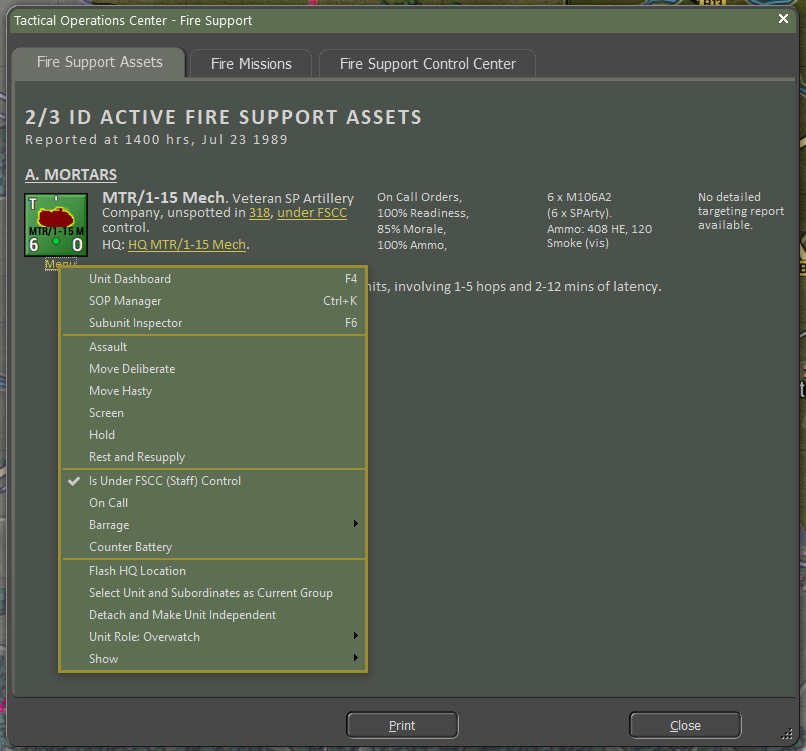 Tactical Operations Center - Fire Support
Fire Support Assets
Fire Missions
Fire Support Control Center
2/3 ID ACTIVE FIRE SUPPORT ASSETS
Reported at 1400 hrs, Jul 23 1989
A. MORTARS
T
MTR/1-15 M
6 0
Menu
MTR/1-15 Mech. Veteran SP Artillery
Company, unspotted in 318, under FSCC
control.
HQ: HQ MTR/1-15 Mech.
On Call Orders,
100% Readiness,
85% Morale,
100% Ammo,
6 x M106A2
(6 x SPArty).
Ammo: 408 HE, 120
Smoke (vis)
No detailed
targeting report
available.
involving 1-5 hops and 2-12 mins of latency.
Unit Dashboard F4
SOP Manager Ctrl+K
Subunit Inspector F6
Assault
Move Deliberate
Move Hasty
Screen
Hold
Rest and Resupply
Is Under FSCC (Staff) Control
On Call
Barrage
Counter Battery
Flash HQ Location
Select Unit and Subordinates as Current Group
Detach and Make Unit Independent
Unit Role: Overwatch
Show
Print
Close